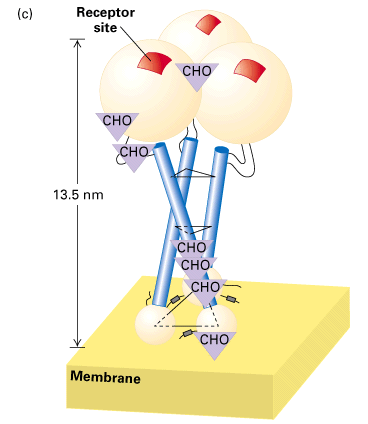 (c)
Receptor
site
CHO
CHO
CHO
13.5 nm
CHO
CHO
CHO
CHO
Membrane